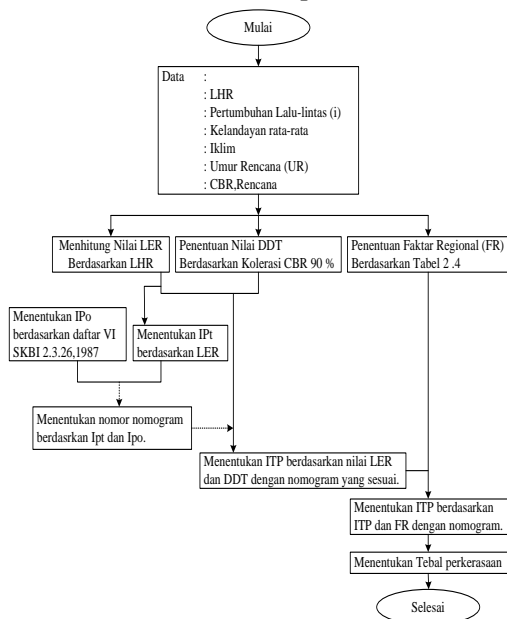 Mulai
Data :
: LHR
: Pertumbuhan Lalu-lintas (i)
: Kelandayan rata-rata
: Iklim
: Umur Rencana (UR)
: CBR,Rencana
Menhitung Nilai LER
Berdasarkan LHR
Penentuan Nilai DDT
Berdasarkan Kolerasi CBR 90 %
Penentuan Faktar Regional (FR)
Berdasarkan Tabel 2 .4
Menentukan IPo
berdasarkan daftar VI
SKBI 2.3.26,1987
Menentukan IPt
berdasarkan LER
Menentukan nomor nomogram
berdasrkan Ipt dan Ipo.
Menentukan ITP berdasarkan nilai LER
dan DDT dengan nomogram yang sesuai.
Menentukan ITP berdasarkan
ITP dan FR dengan nomogram.
Menentukan Tebal perkerasaan
Selesai